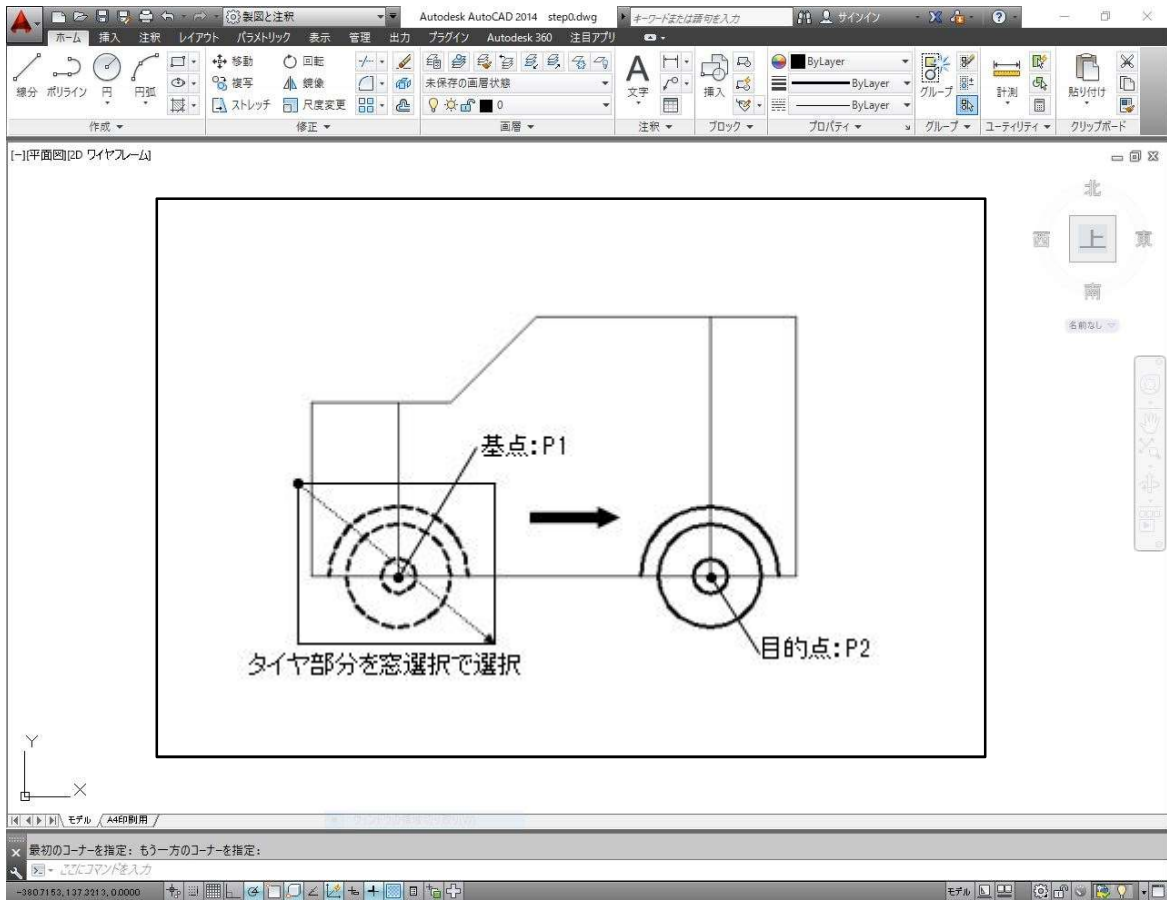 製図と注釈
Autodesk AutoCAD 2014 step0.dwg
キーワードまたは語句を入力
サインイン
ホーム 挿入 注釈 レイアウト パラメトリック 表示 管理 出力 プラグイン Autodesk 360 注目アプリ
線分 ポリライン 円 円弧
移動 回転
複写 鏡像
ストレッチ 尺度変更
未保存の画層状態
0
文字
挿入
ByLayer
ByLayer
ByLayer
グループ
計測
貼り付け
作成 修正 画層 注釈 ブロック プロパティ グループ ユーティリティ クリップボード
[-][平面図][2D ワイヤフレーム]
北
西 上 東
南
名前なし
基点:P1
目的点:P2
タイヤ部分を窓選択で選択
Y
X
モデル A4印刷用
最初のコーナーを指定: もう一方のコーナーを指定:
ここにコマンドを入力
-380.7153, 137.3213, 0.0000
モデル